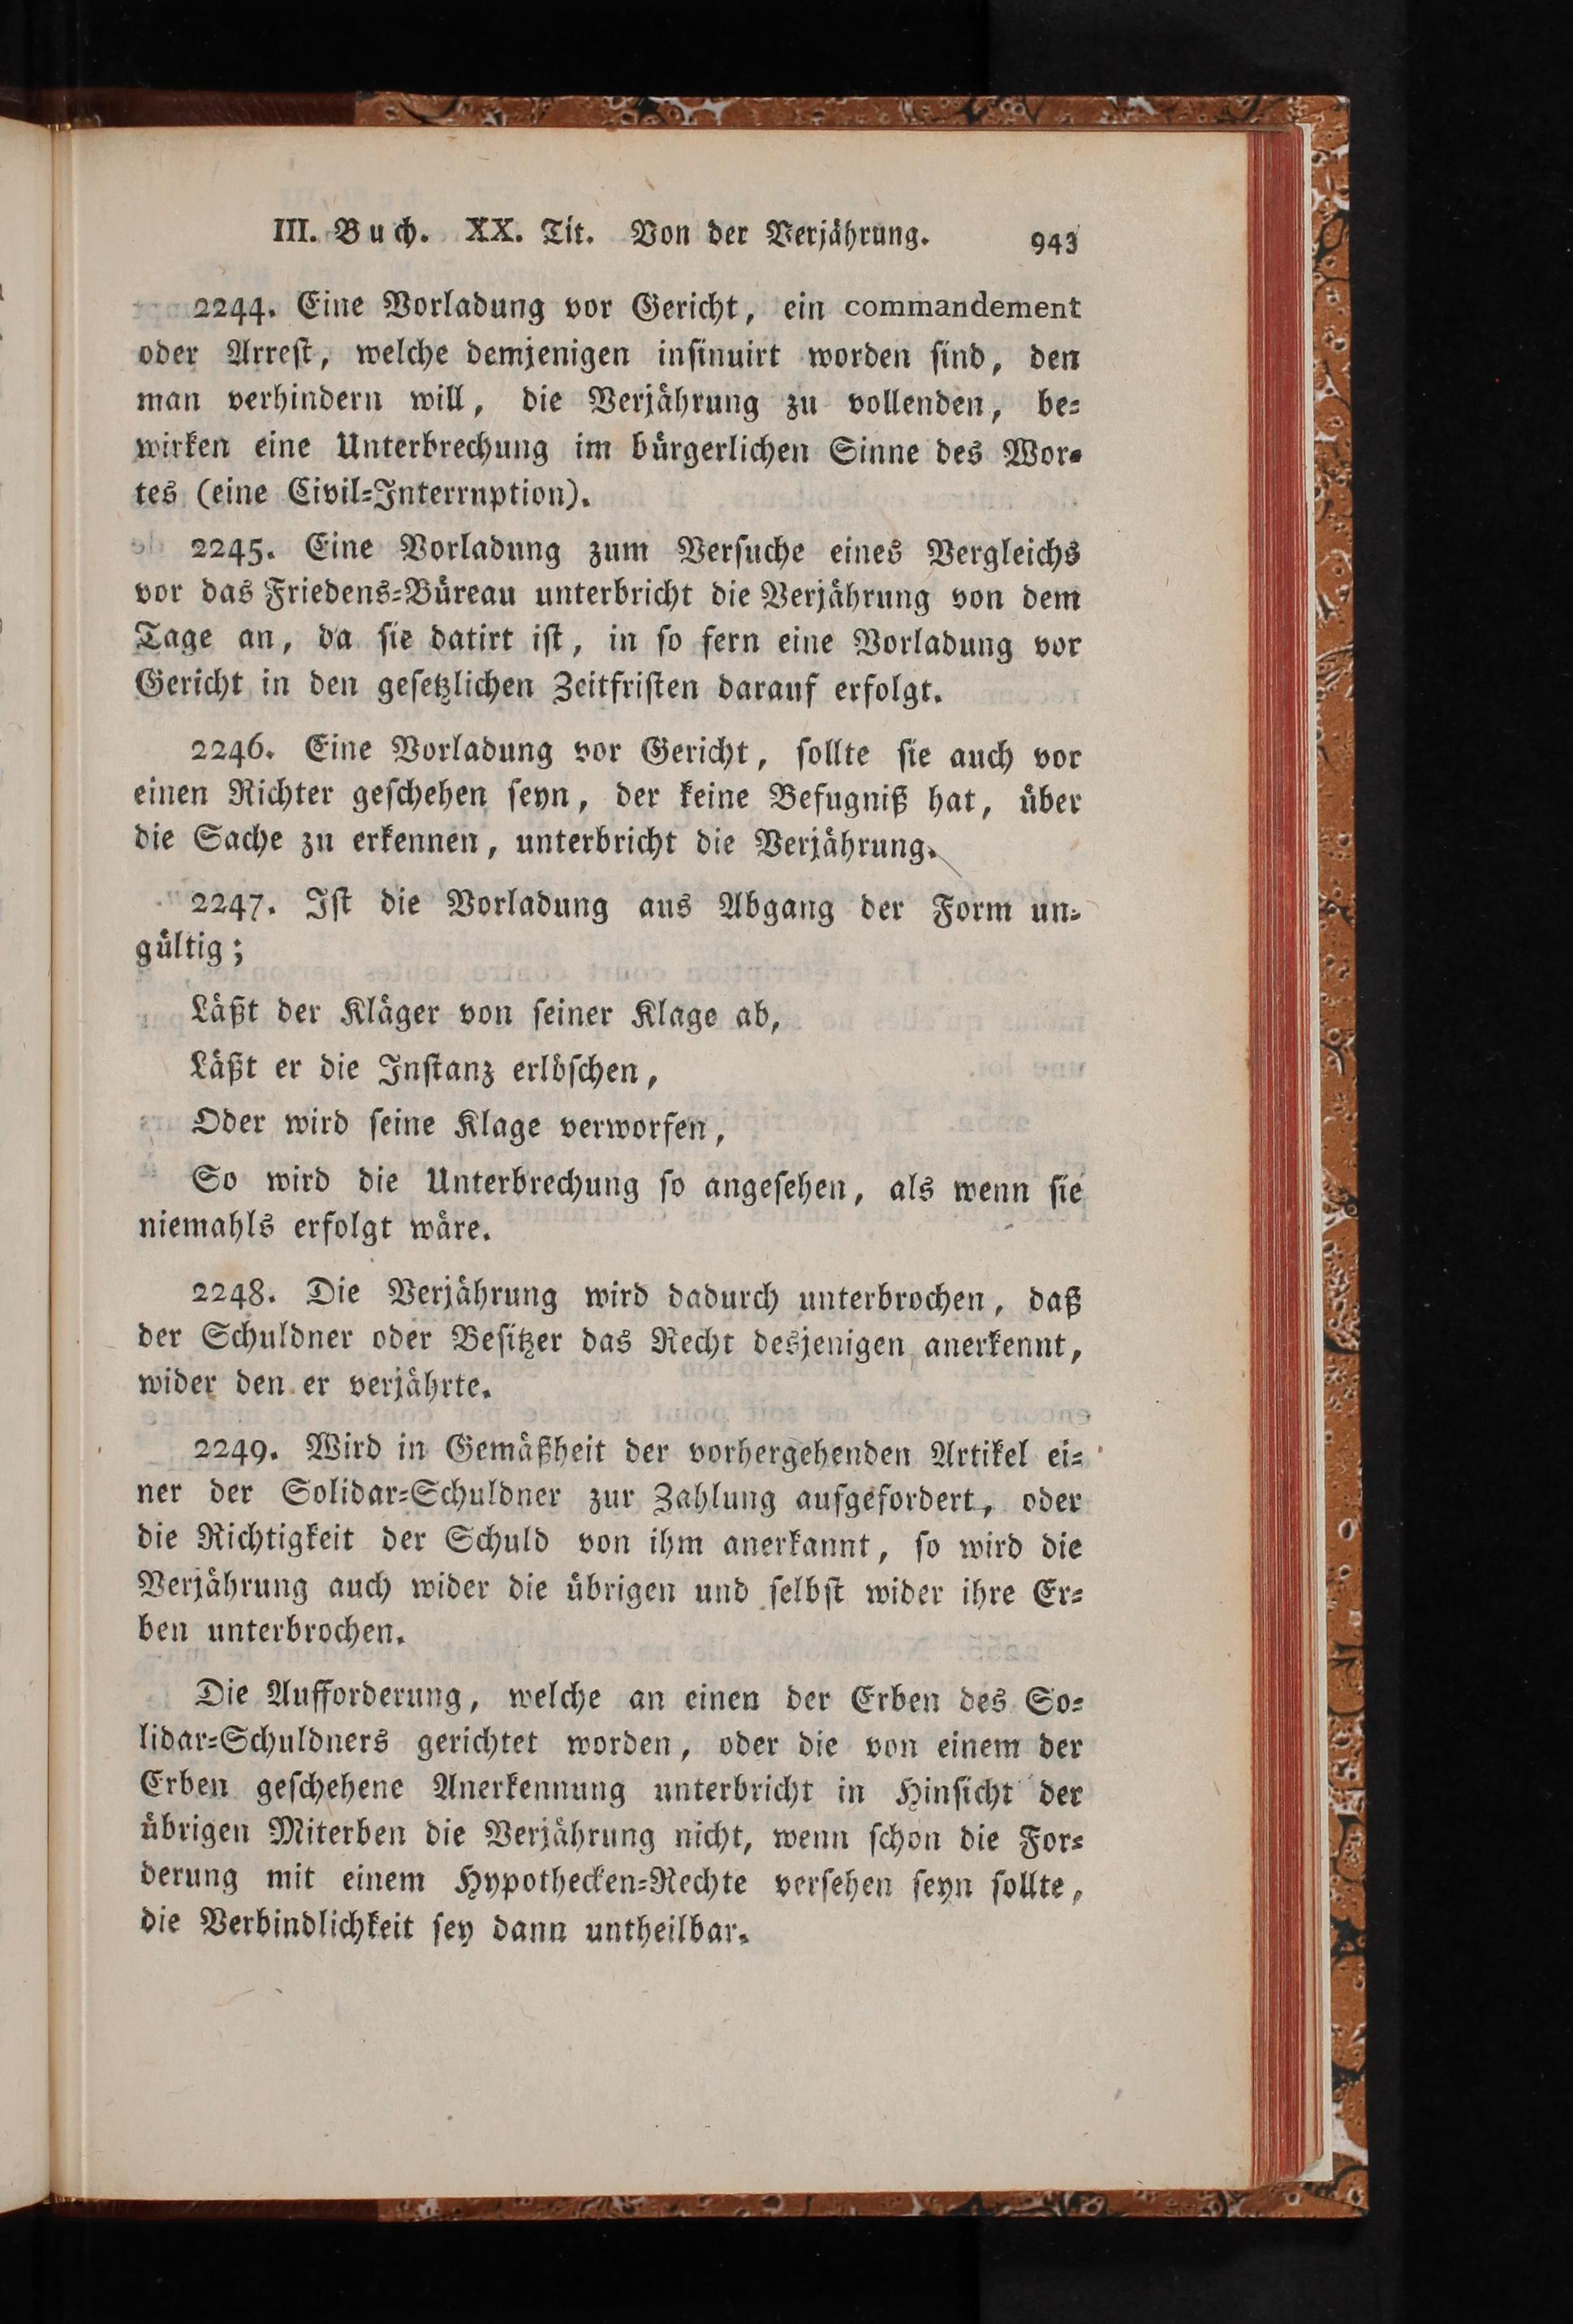 III. Buch. XX. Tit. Von der Verjährung. 943
2244. Eine Vorladung vor Gericht, ein commandement
oder Arrest, welche demjenigen insinuirt worden sind, den
man verhindern will, die Verjährung zu vollenden, be-
wirken eine Unterbrechung im bürgerlichen Sinne des Wor-
tes (eine Civil-Interrnption).
2245. Eine Vorladung zum Versuche eines Vergleichs
vor das Friedens-Büreau unterbricht die Verjährung von dem
Tage an, da sie datirt ist, in so fern eine Vorladung vor
Gericht in den gesetzlichen Zeitfristen darauf erfolgt.
2246. Eine Vorladung vor Gericht, sollte sie auch vor
einen Richter geschehen seyn, der keine Befugniß hat, über
die Sache zu erkennen, unterbricht die Verjährung.
2247. Ist die Vorladung aus Abgang der Form un-
gültig;
Läßt der Kläger von seiner Klage ab,
Läßt er die Instanz erlöschen,
Oder wird seine Klage verworfen,
So wird die Unterbrechung so angesehen, als wenn sie
niemahls erfolgt wäre.
2248. Die Verjährung wird dadurch unterbrochen, daß
der Schuldner oder Besitzer das Recht desjenigen anerkennt,
wider den er verjährte.
2249. Wird in Gemäßheit der vorhergehenden Artikel ei-
ner der Solidar-Schuldner zur Zahlung aufgefordert, oder
die Richtigkeit der Schuld von ihm anerkannt, so wird die
Verjährung auch wider die übrigen und selbst wider ihre Er-
ben unterbrochen.
Die Aufforderung, welche an einen der Erben des So-
lidar-Schuldners gerichtet worden, oder die von einem der
Erben geschehene Anerkennung unterbricht in Hinsicht der
übrigen Miterben die Verjährung nicht, wenn schon die For-
derung mit einem Hypothecken-Rechte versehen seyn sollte,
die Verbindlichkeit sey dann untheilbar.